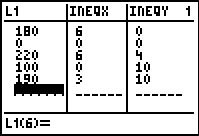 L1 INEQX INEQY 1
180 6 0
0 0 0
220 6 4
100 0 10
190 3 10
------ ------
L1(6)=